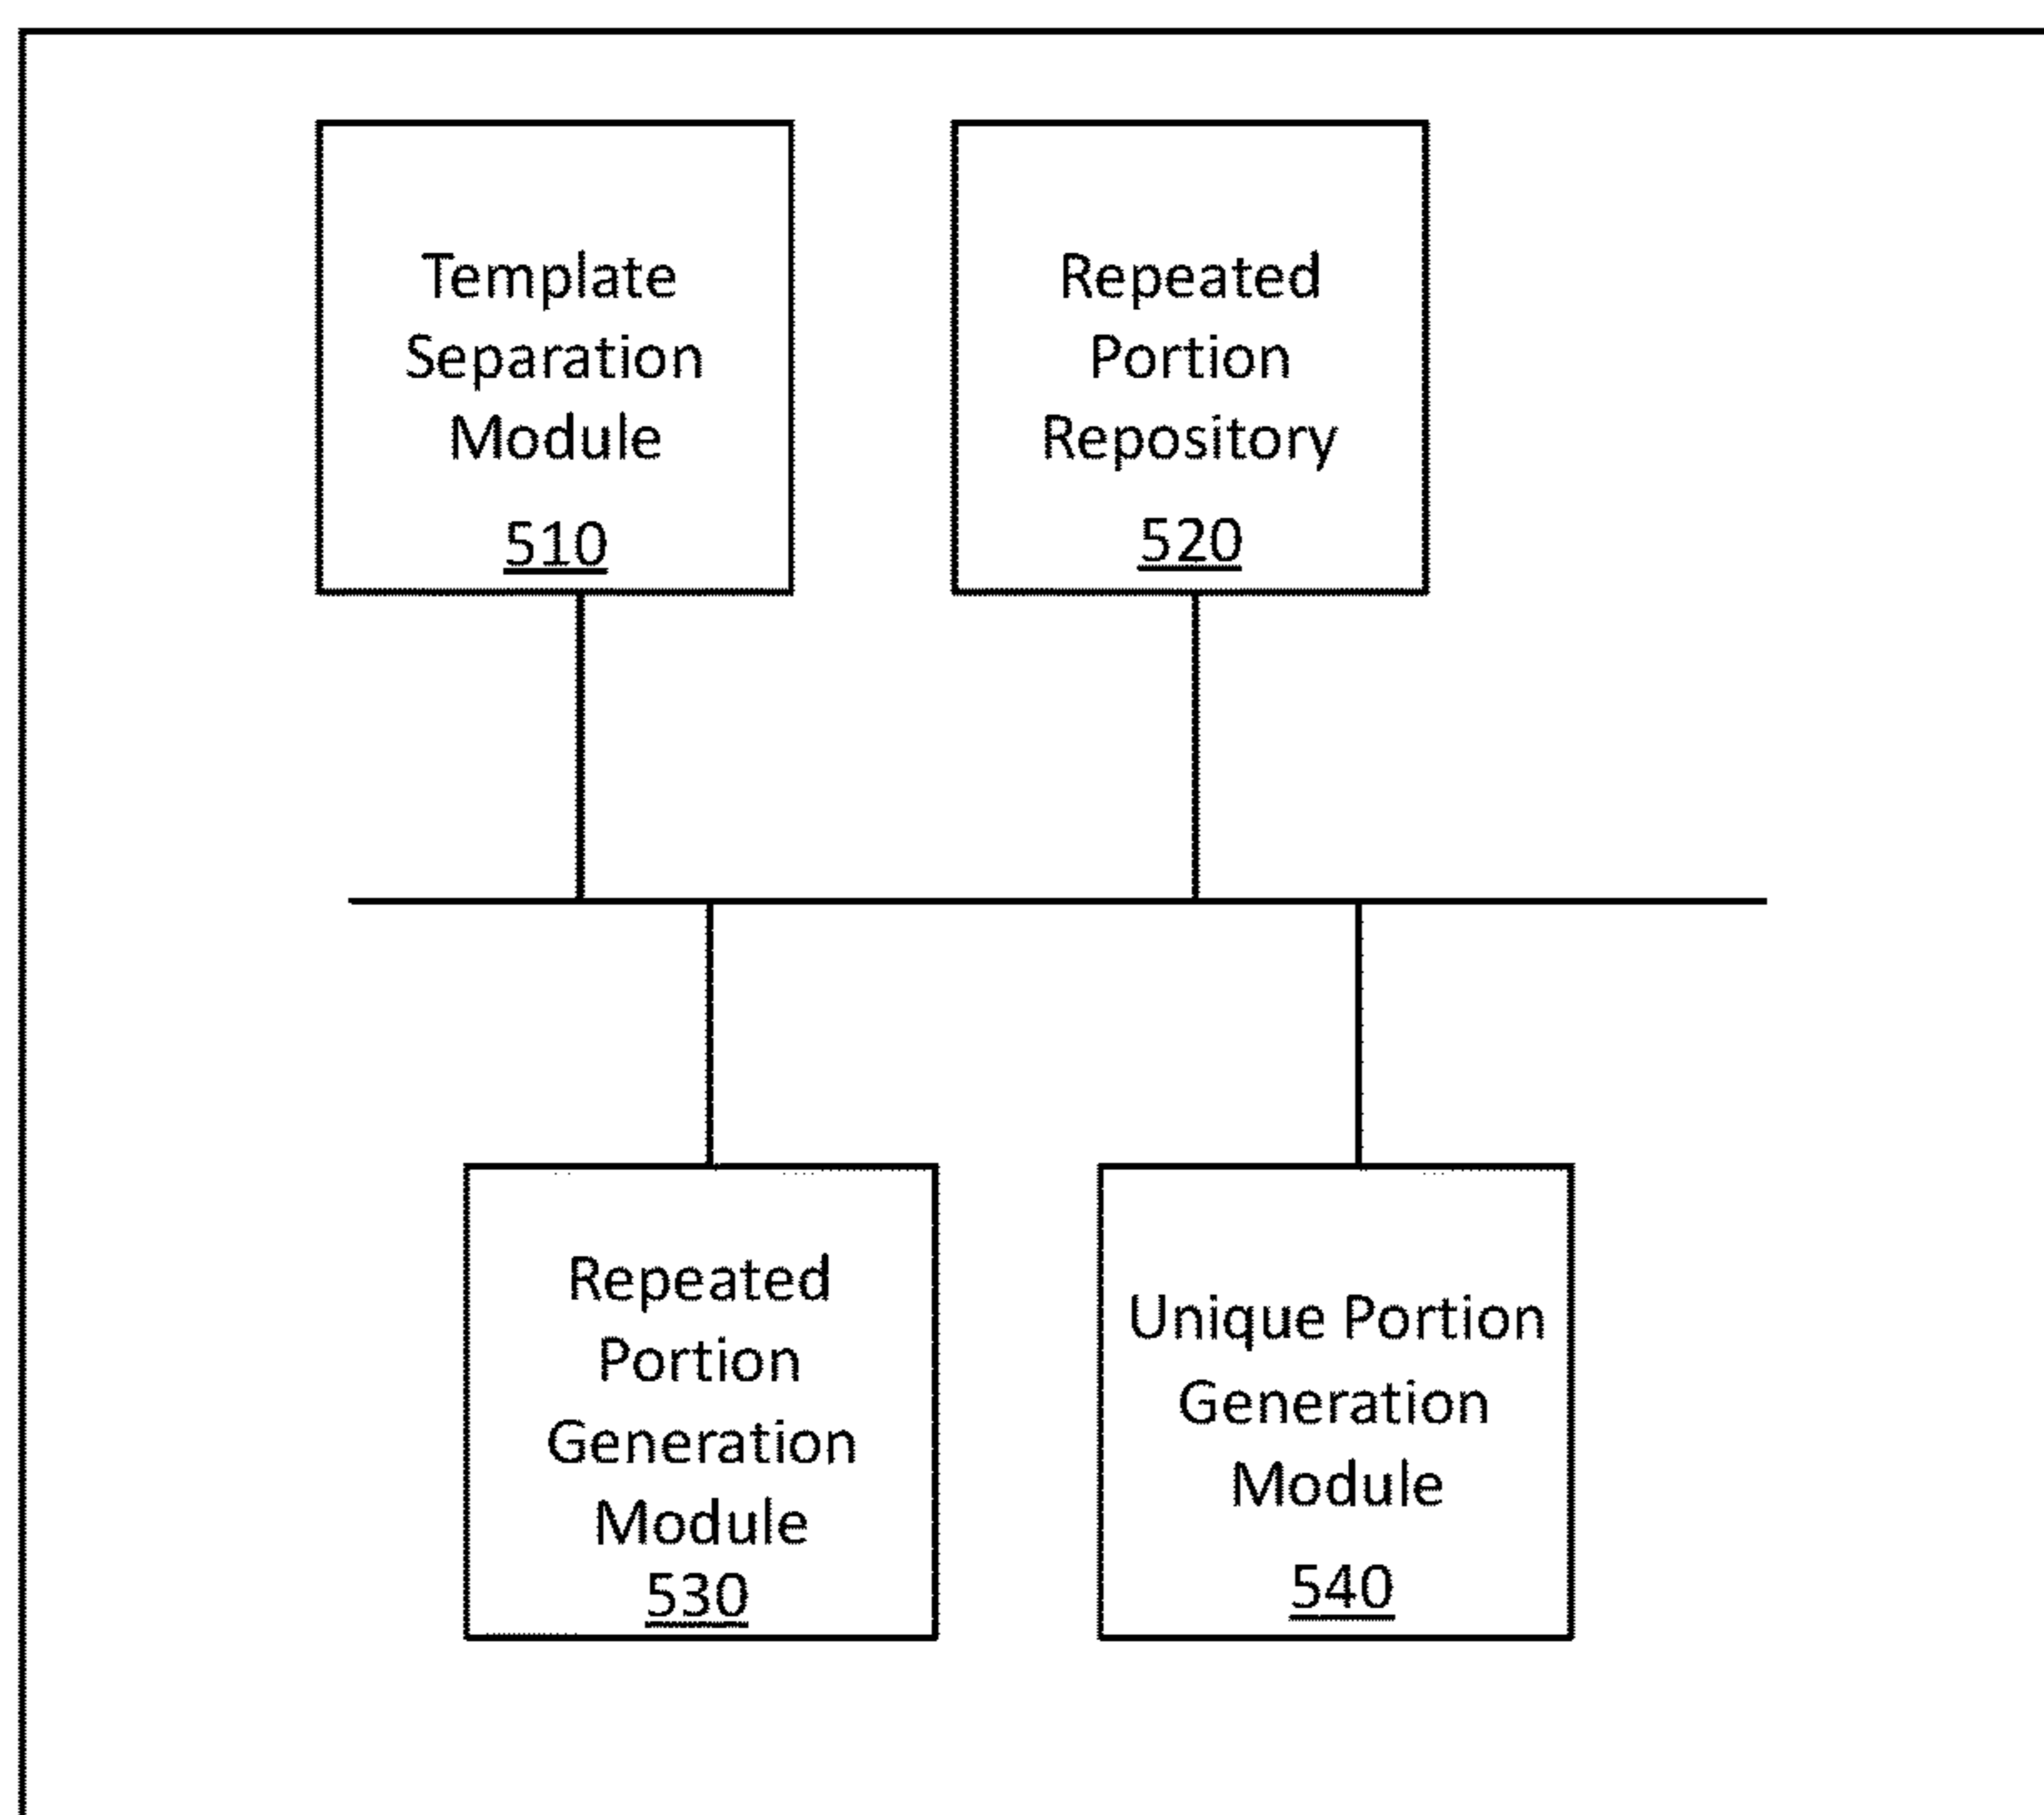 Template
Separation
Module
510
Repeated
Portion
Repository
520
Repeated
Portion
Generation
Module
530
Unique Portion
Generation
Module
540